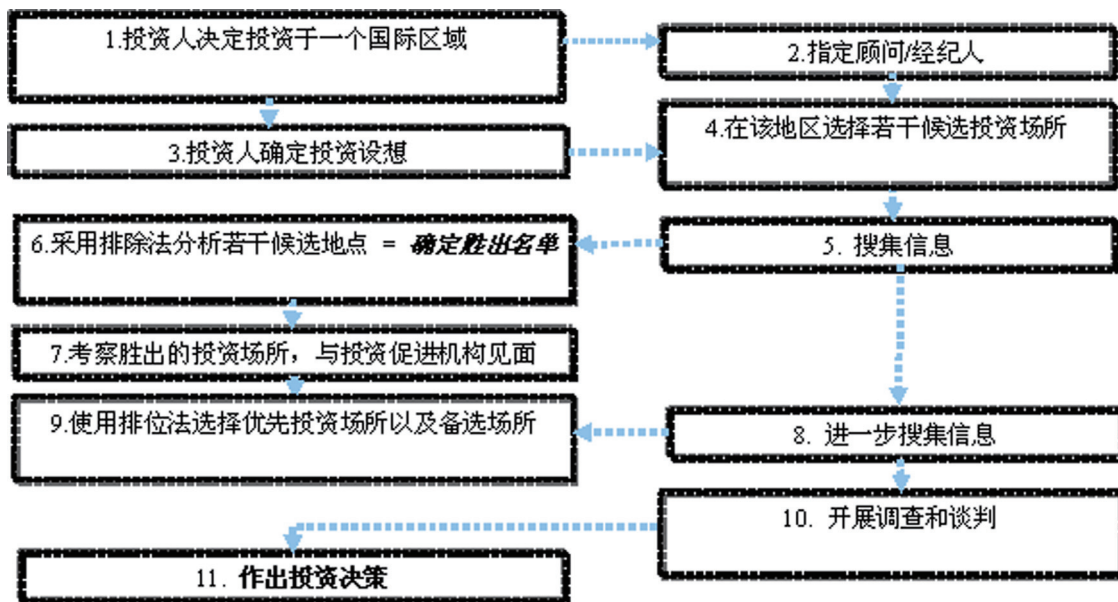 1.投资人决定投资于一个国际区域
2.指定顾问/经纪人
3.投资人确定投资设想
4.在该地区选择若干候选投资场所
5. 搜集信息
6.采用排除法分析若干候选地点 = 确定胜出名单
7.考察胜出的投资场所，与投资促进机构见面
8. 进一步搜集信息
9.使用排位法选择优先投资场所以及备选场所
10. 开展调查和谈判
11. 作出投资决策